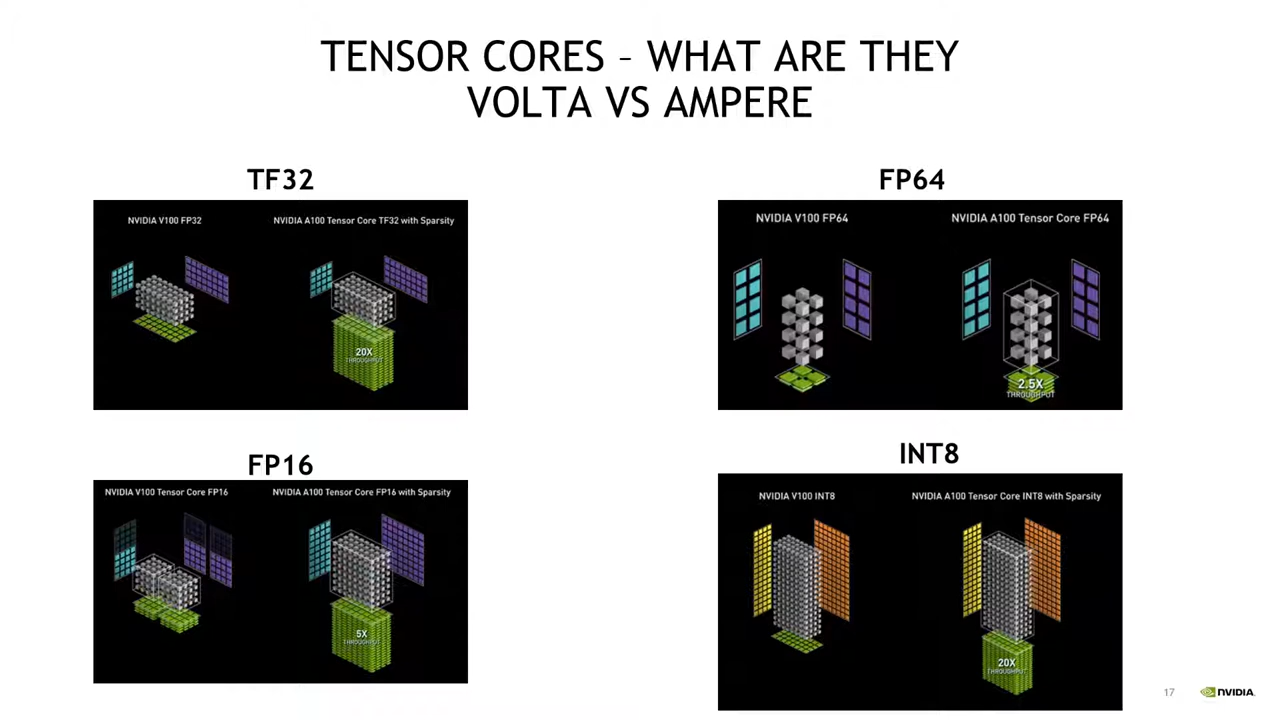 TENSOR CORES – WHAT ARE THEY
VOLTA VS AMPERE
TF32
NVIDIA V100 FP32
NVIDIA A100 Tensor Core TF32 with Sparsity
20X
THROUGHPUT
FP64
NVIDIA V100 FP64
NVIDIA A100 Tensor Core FP64
2.5X
THROUGHPUT
FP16
NVIDIA V100 Tensor Core FP16
NVIDIA A100 Tensor Core FP16 with Sparsity
5X
THROUGHPUT
INT8
NVIDIA V100 INT8
NVIDIA A100 Tensor Core INT8 with Sparsity
20X
THROUGHPUT
17
NVIDIA.